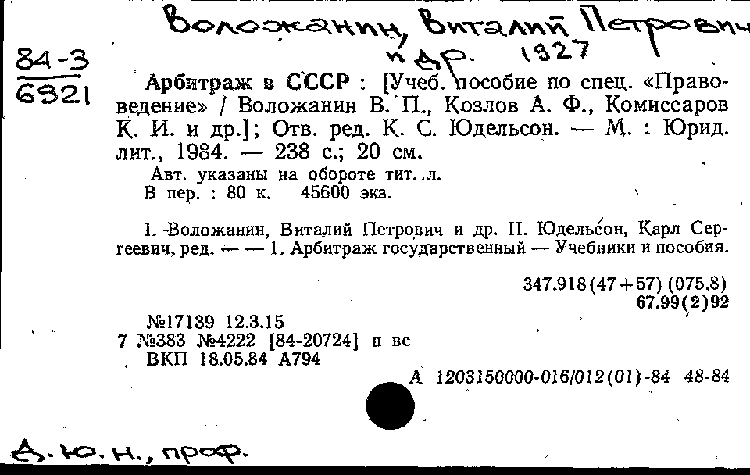 Воложанин, Виталий Петрович
и др. 1927
84-3
6921
Арбитраж в СССР : [Учеб. пособие по спец. «Право-
ведение» / Воложанин В. П., Козлов А. Ф., Комиссаров
К. И. и др.]; Отв. ред. К. С. Юдельсон. — М. : Юрид.
лит., 1984. — 238 с.; 20 см.
Авт. указаны на обороте тит. л.
В пер. : 80 к. 45600 экз.
I. Воложанин, Виталий Петрович и др. II. Юдельсон, Карл Сер-
геевич, ред. — — 1. Арбитраж государственный — Учебники и пособия.
347.918(47+57)(075.8)
67.99(2)92
№17139 12.3.15
7 №383 №4222 [84-20724] п вс
ВКП 18.05.84 А794
А 1203150000-016/012(01)-84 48-84
Д.ю.н., проф.